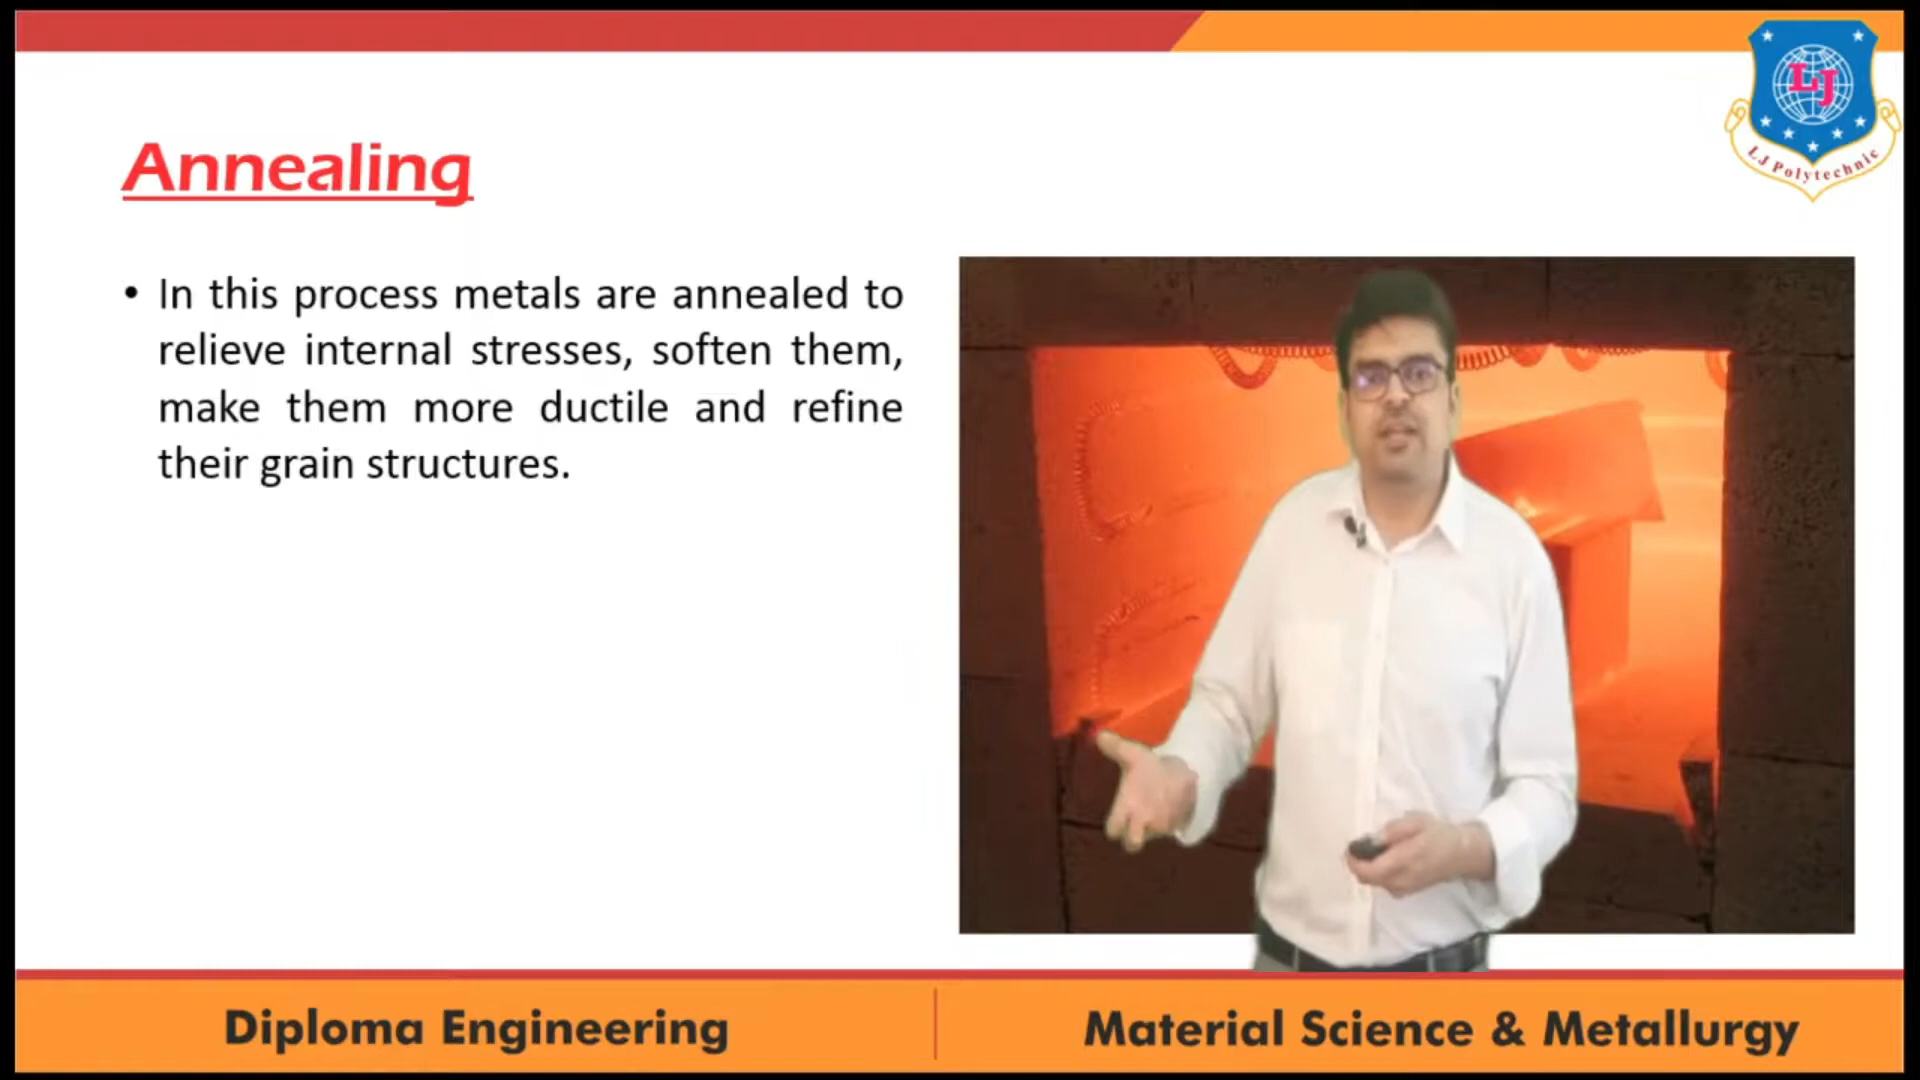 LJ
LJ Polytechnic
Annealing
• In this process metals are annealed to
relieve internal stresses, soften them,
make them more ductile and refine
their grain structures.
Diploma Engineering
Material Science & Metallurgy